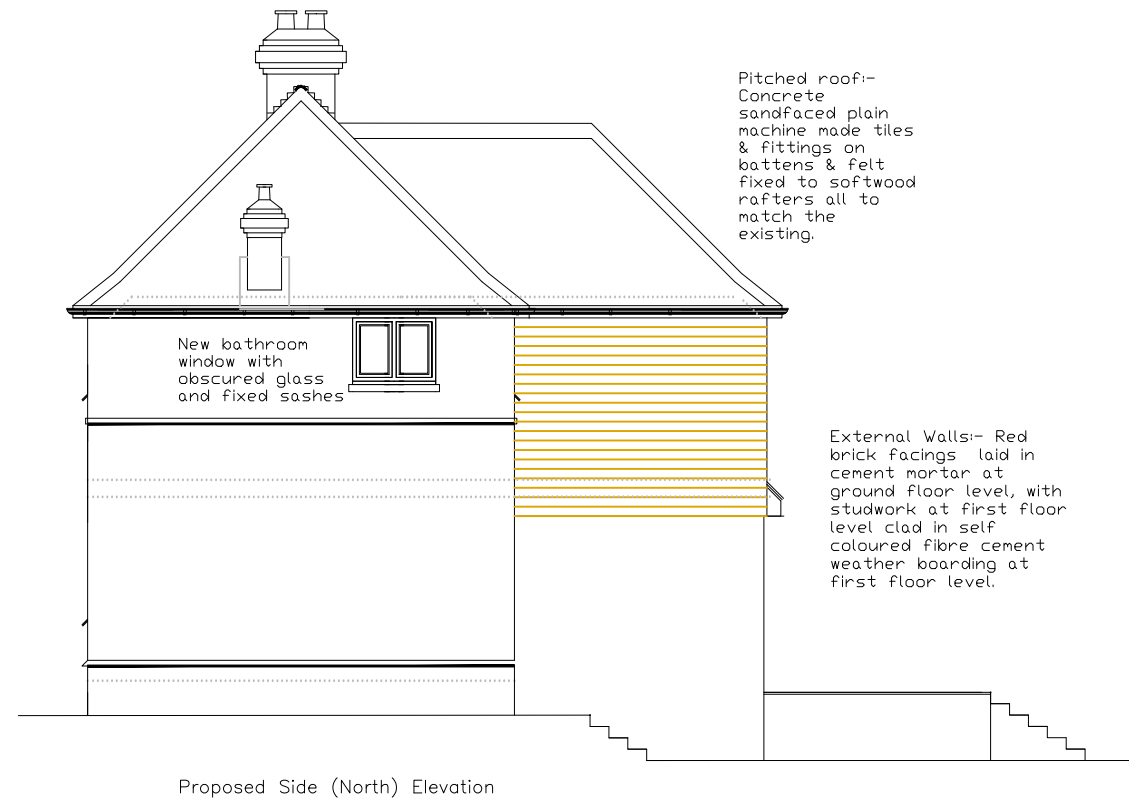 Pitched roof:-
Concrete
sandfaced plain
machine made tiles
& fittings on
battens & felt
fixed to softwood
rafters all to
match the
existing.
New bathroom
window with
obscured glass
and fixed sashes
External Walls:- Red
brick facings laid in
cement mortar at
ground floor level, with
studwork at first floor
level clad in self
coloured fibre cement
weather boarding at
first floor level.
Proposed Side (North) Elevation